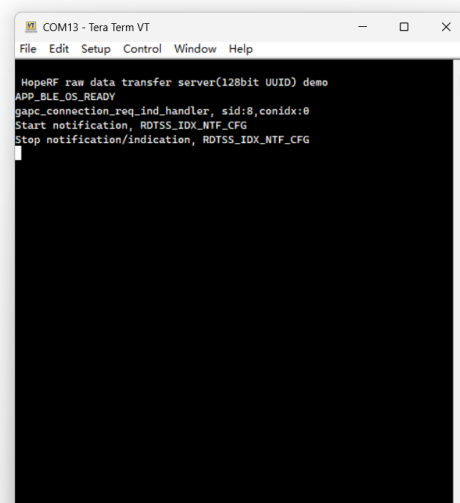 COM13 - Tera Term VT
File Edit Setup Control Window Help
HopeRF raw data transfer server(128bit UUID) demo
APP_BLE_OS_READY
gapc_connection_req_ind_handler, sid:8,conidx:0
Start notification, RDTSS_IDX_NTF_CFG
Stop notification/indication, RDTSS_IDX_NTF_CFG